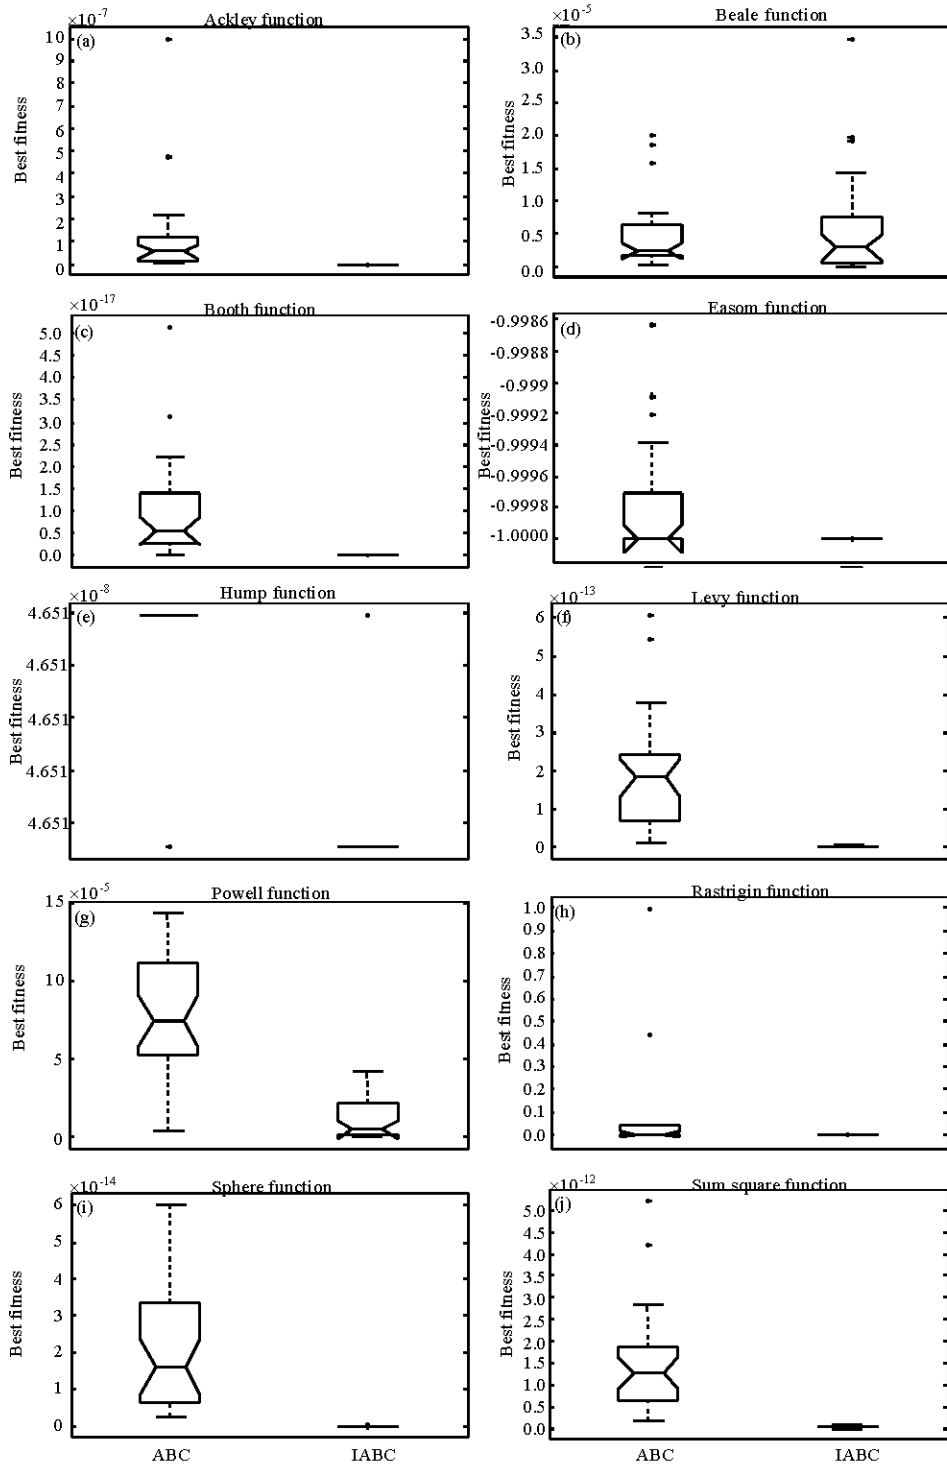 ×10-7
Ackley function
(a)
10
9
8
7
6
5
4
3
2
1
0
Best fitness
×10-5
Beale function
(b)
3.5
3.0
2.5
2.0
1.5
1.0
0.5
0.0
Best fitness
×10-17
Booth function
(c)
5.0
4.5
4.0
3.5
3.0
2.5
2.0
1.5
1.0
0.5
0.0
Best fitness
Easom function
(d)
-0.9986
-0.9988
-0.999
-0.9992
-0.9994
-0.9996
-0.9998
-1.0000
Best fitness
×10-8
Hump function
(e)
4.651
4.651
4.651
4.651
4.651
Best fitness
×10-13
Levy function
(f)
6
5
4
3
2
1
0
Best fitness
×10-5
Powell function
(g)
15
10
5
0
Best fitness
Rastrigin function
(h)
1.0
0.9
0.8
0.7
0.6
0.5
0.4
0.3
0.2
0.1
0.0
Best fitness
×10-14
Sphere function
(i)
6
5
4
3
2
1
0
Best fitness
ABC
IABC
×10-12
Sum square function
(j)
5.0
4.5
4.0
3.5
3.0
2.5
2.0
1.5
1.0
0.5
0.0
Best fitness
ABC
IABC